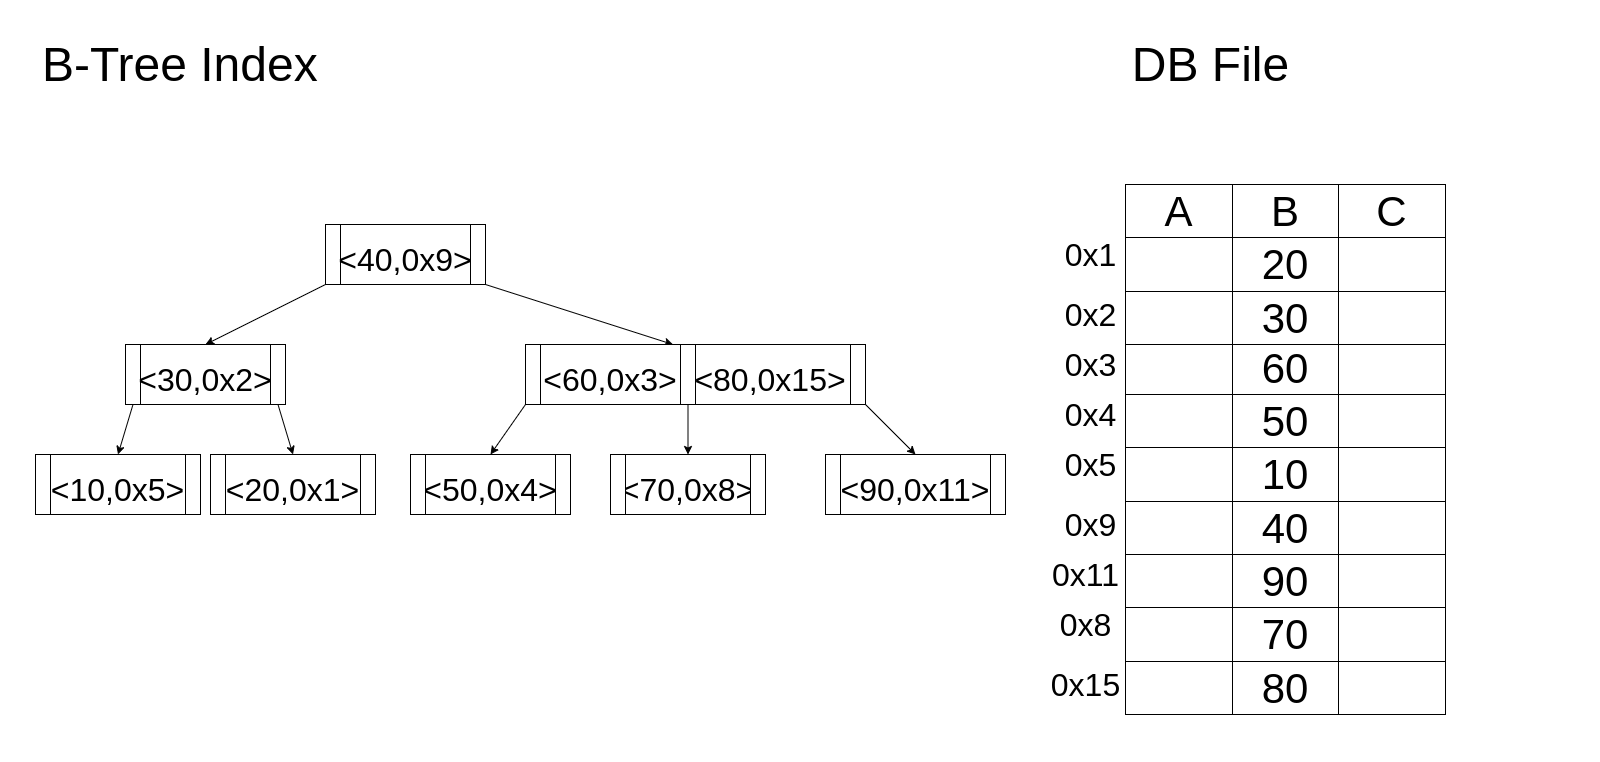 B-Tree Index
DB File
<40,0x9>
<30,0x2>
<60,0x3> <80,0x15>
<10,0x5> <20,0x1> <50,0x4> <70,0x8> <90,0x11>
A B C
0x1 20
0x2 30
0x3 60
0x4 50
0x5 10
0x9 40
0x11 90
0x8 70
0x15 80